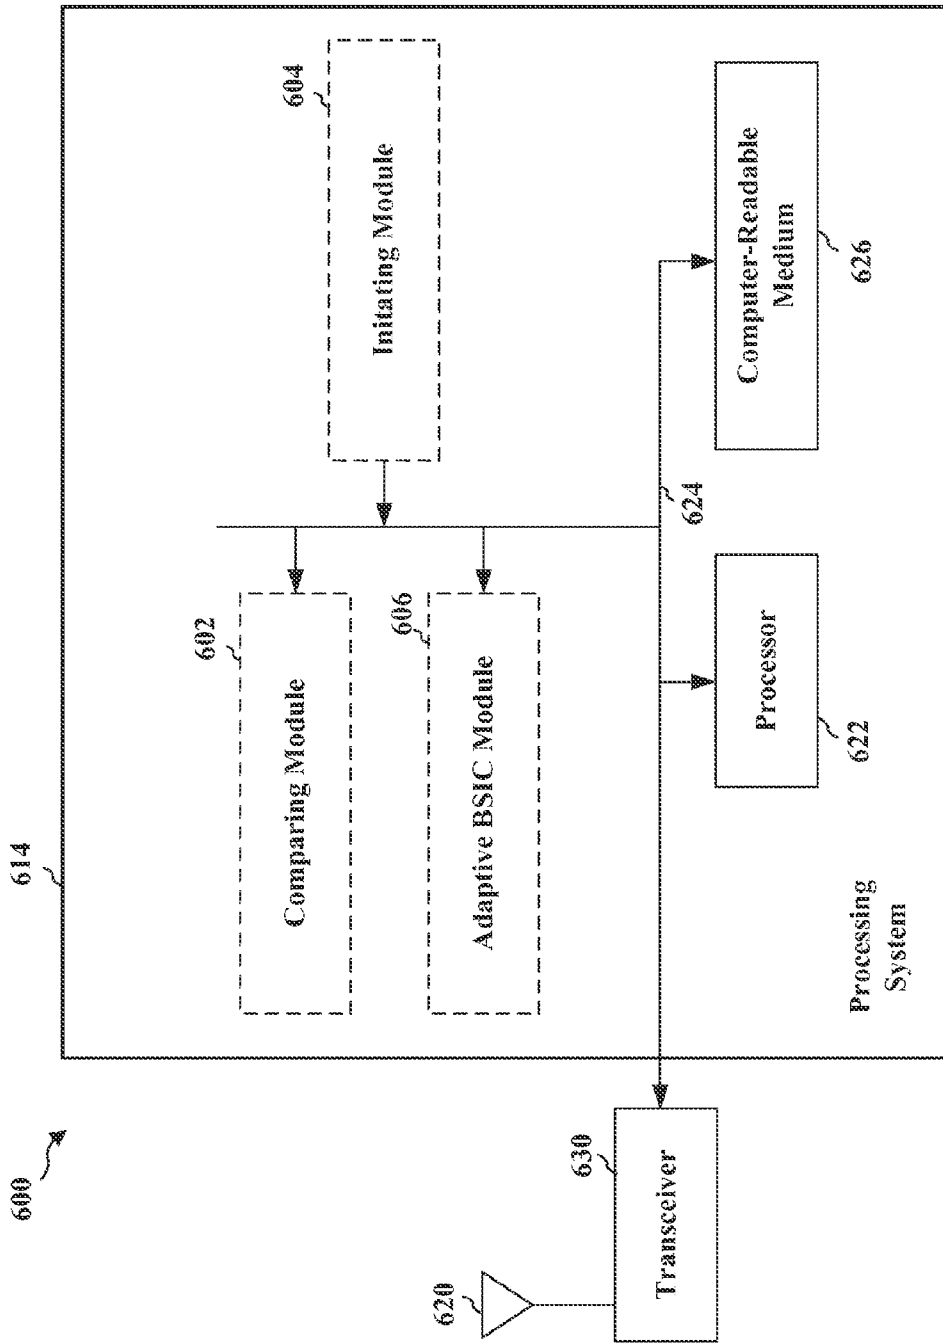 600
614
Processing
System
602
Comparing Module
606
Adaptive BSIC Module
604
Initating Module
620
630
Transceiver
624
Processor
622
Computer-Readable
Medium
626